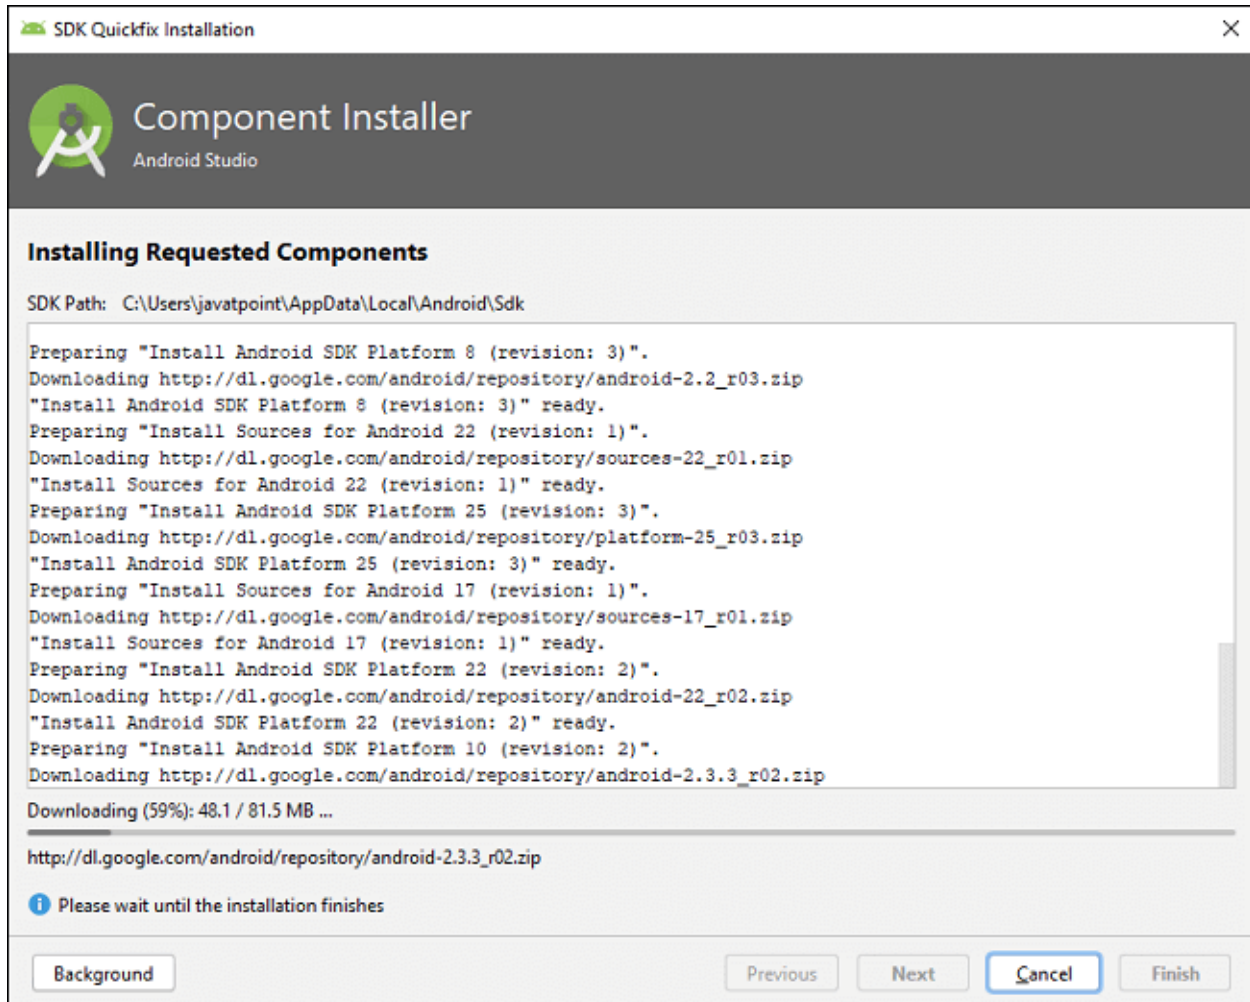 SDK Quickfix Installation
Component Installer
Android Studio
Installing Requested Components
SDK Path: C:\Users\javatpoint\AppData\Local\Android\Sdk
Preparing "Install Android SDK Platform 8 (revision: 3)".
Downloading http://dl.google.com/android/repository/android-2.2_r03.zip
"Install Android SDK Platform 8 (revision: 3)" ready.
Preparing "Install Sources for Android 22 (revision: 1)".
Downloading http://dl.google.com/android/repository/sources-22_r01.zip
"Install Sources for Android 22 (revision: 1)" ready.
Preparing "Install Android SDK Platform 25 (revision: 3)".
Downloading http://dl.google.com/android/repository/platform-25_r03.zip
"Install Android SDK Platform 25 (revision: 3)" ready.
Preparing "Install Sources for Android 17 (revision: 1)".
Downloading http://dl.google.com/android/repository/sources-17_r01.zip
"Install Sources for Android 17 (revision: 1)" ready.
Preparing "Install Android SDK Platform 22 (revision: 2)".
Downloading http://dl.google.com/android/repository/android-22_r02.zip
"Install Android SDK Platform 22 (revision: 2)" ready.
Preparing "Install Android SDK Platform 10 (revision: 2)".
Downloading http://dl.google.com/android/repository/android-2.3.3_r02.zip
Downloading (59%): 48.1 / 81.5 MB ...
http://dl.google.com/android/repository/android-2.3.3_r02.zip
Please wait until the installation finishes
Background Previous Next Cancel Finish